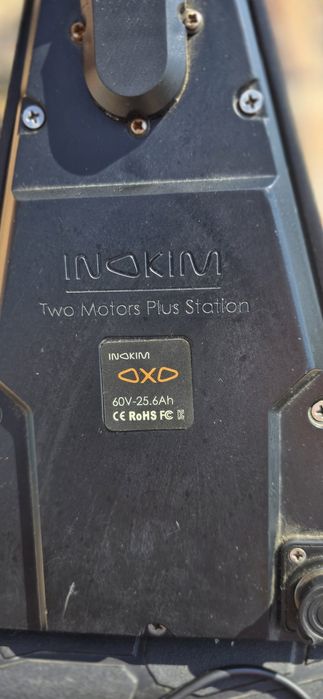 INOKIM
Two Motors Plus Station
INOKIM
OXO
60V-25.6Ah
CE RoHS FC